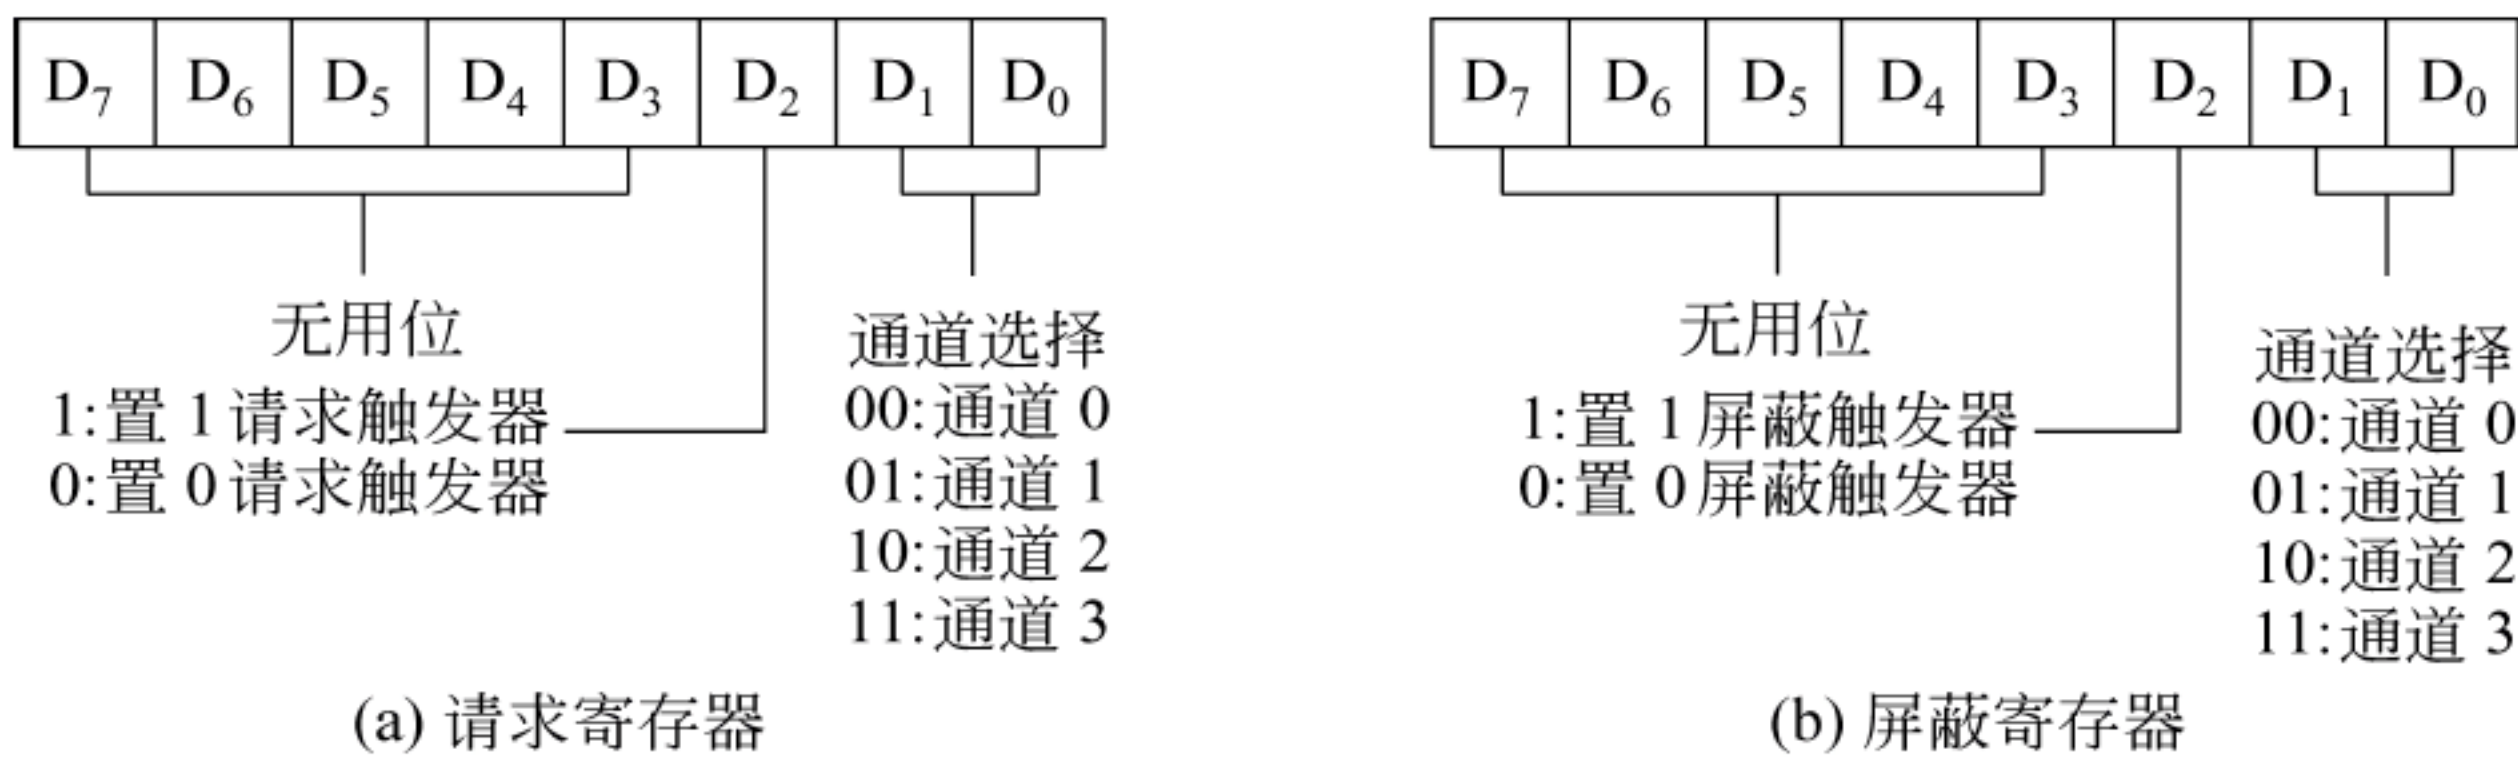 D₇ D₆ D₅ D₄ D₃ D₂ D₁ D₀
无用位
1:置 1 请求触发器
0:置 0 请求触发器
通道选择
00:通道 0
01:通道 1
10:通道 2
11:通道 3
(a) 请求寄存器
D₇ D₆ D₅ D₄ D₃ D₂ D₁ D₀
无用位
1:置 1 屏蔽触发器
0:置 0 屏蔽触发器
通道选择
00:通道 0
01:通道 1
10:通道 2
11:通道 3
(b) 屏蔽寄存器